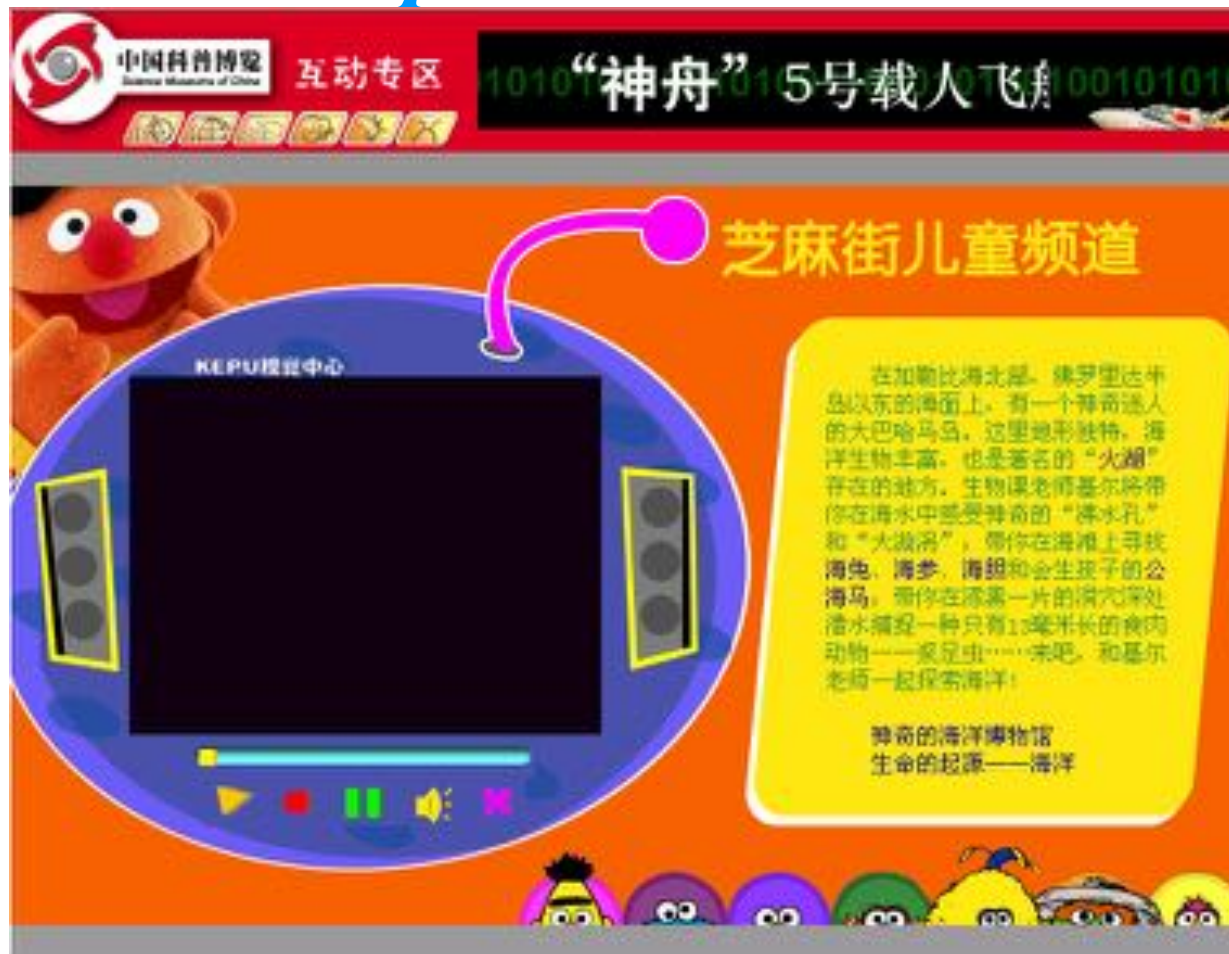 中国科普博览
Science Museums of China
互动专区
“神舟”5号载人飞
芝麻街儿童频道
KEPU视觉中心
在加勒比海北部，佛罗里达半
岛以东的海面上，有一个神奇迷人
的大巴哈马岛。这里地形独特，海
洋生物丰富，也是著名的“火湖”
存在的地方。生物课老师基尔将带
你在海水中感受神奇的“沸水孔”
和“大漩涡”，带你在海滩上寻找
海兔、海参、海胆和会生孩子的公
海马，带你在漆黑一片的洞穴深处
潜水捕捉一种只有13毫米长的食肉
动物——桨足虫……来吧，和基尔
老师一起探索海洋！
神奇的海洋博物馆
生命的起源——海洋